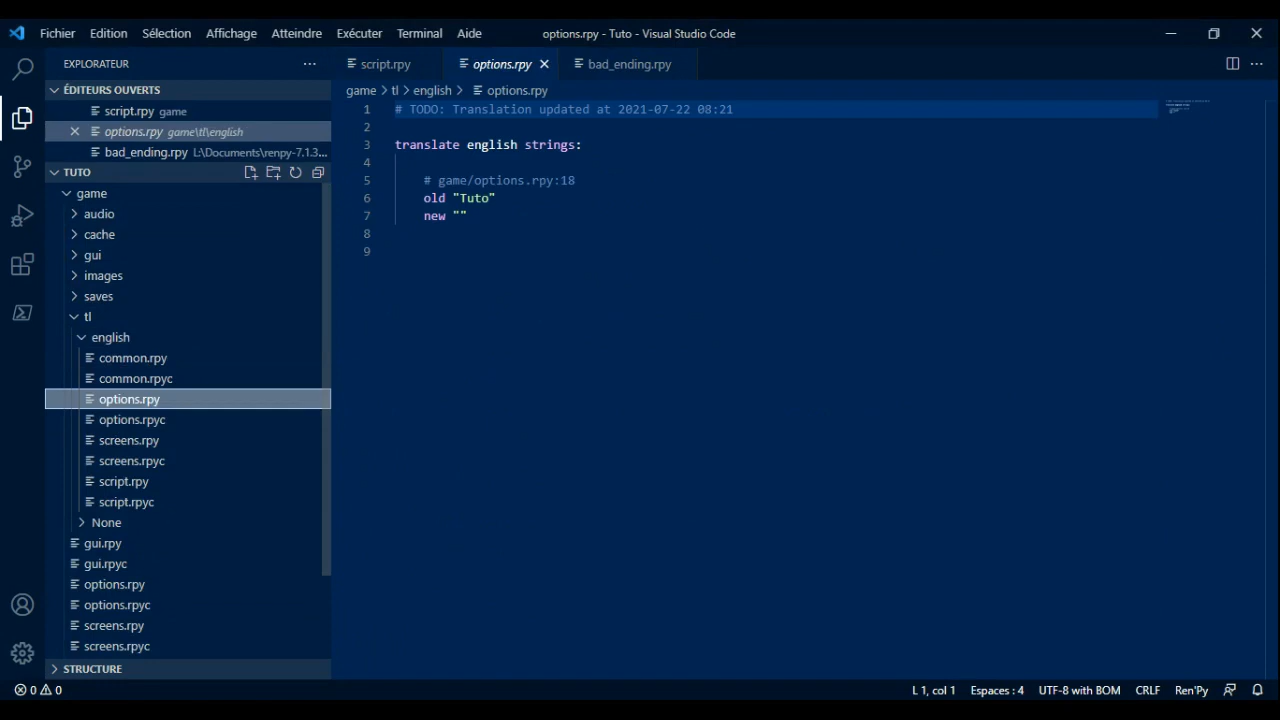 Fichier Edition Sélection Affichage Atteindre Exécuter Terminal Aide options.rpy - Tuto - Visual Studio Code
EXPLORATEUR
script.rpy options.rpy bad_ending.rpy
ÉDITEURS OUVERTS
script.rpy game
options.rpy game\tl\english
bad_ending.rpy L:\Documents\renpy-7.1.3...
TUTO
game
audio
cache
gui
images
saves
tl
english
common.rpy
common.rpyc
options.rpy
options.rpyc
screens.rpy
screens.rpyc
script.rpy
script.rpyc
None
gui.rpy
gui.rpyc
options.rpy
options.rpyc
screens.rpy
screens.rpyc
STRUCTURE
game > tl > english > options.rpy
1 # TODO: Translation updated at 2021-07-22 08:21
2
3 translate english strings:
4
5 # game/options.rpy:18
6 old "Tuto"
7 new ""
8
9
0 0 L 1, col 1 Espaces : 4 UTF-8 with BOM CRLF Ren'Py